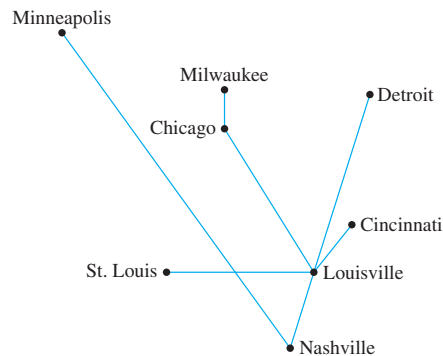 Minneapolis
Milwaukee
Detroit
Chicago
Cincinnati
St. Louis
Louisville
Nashville